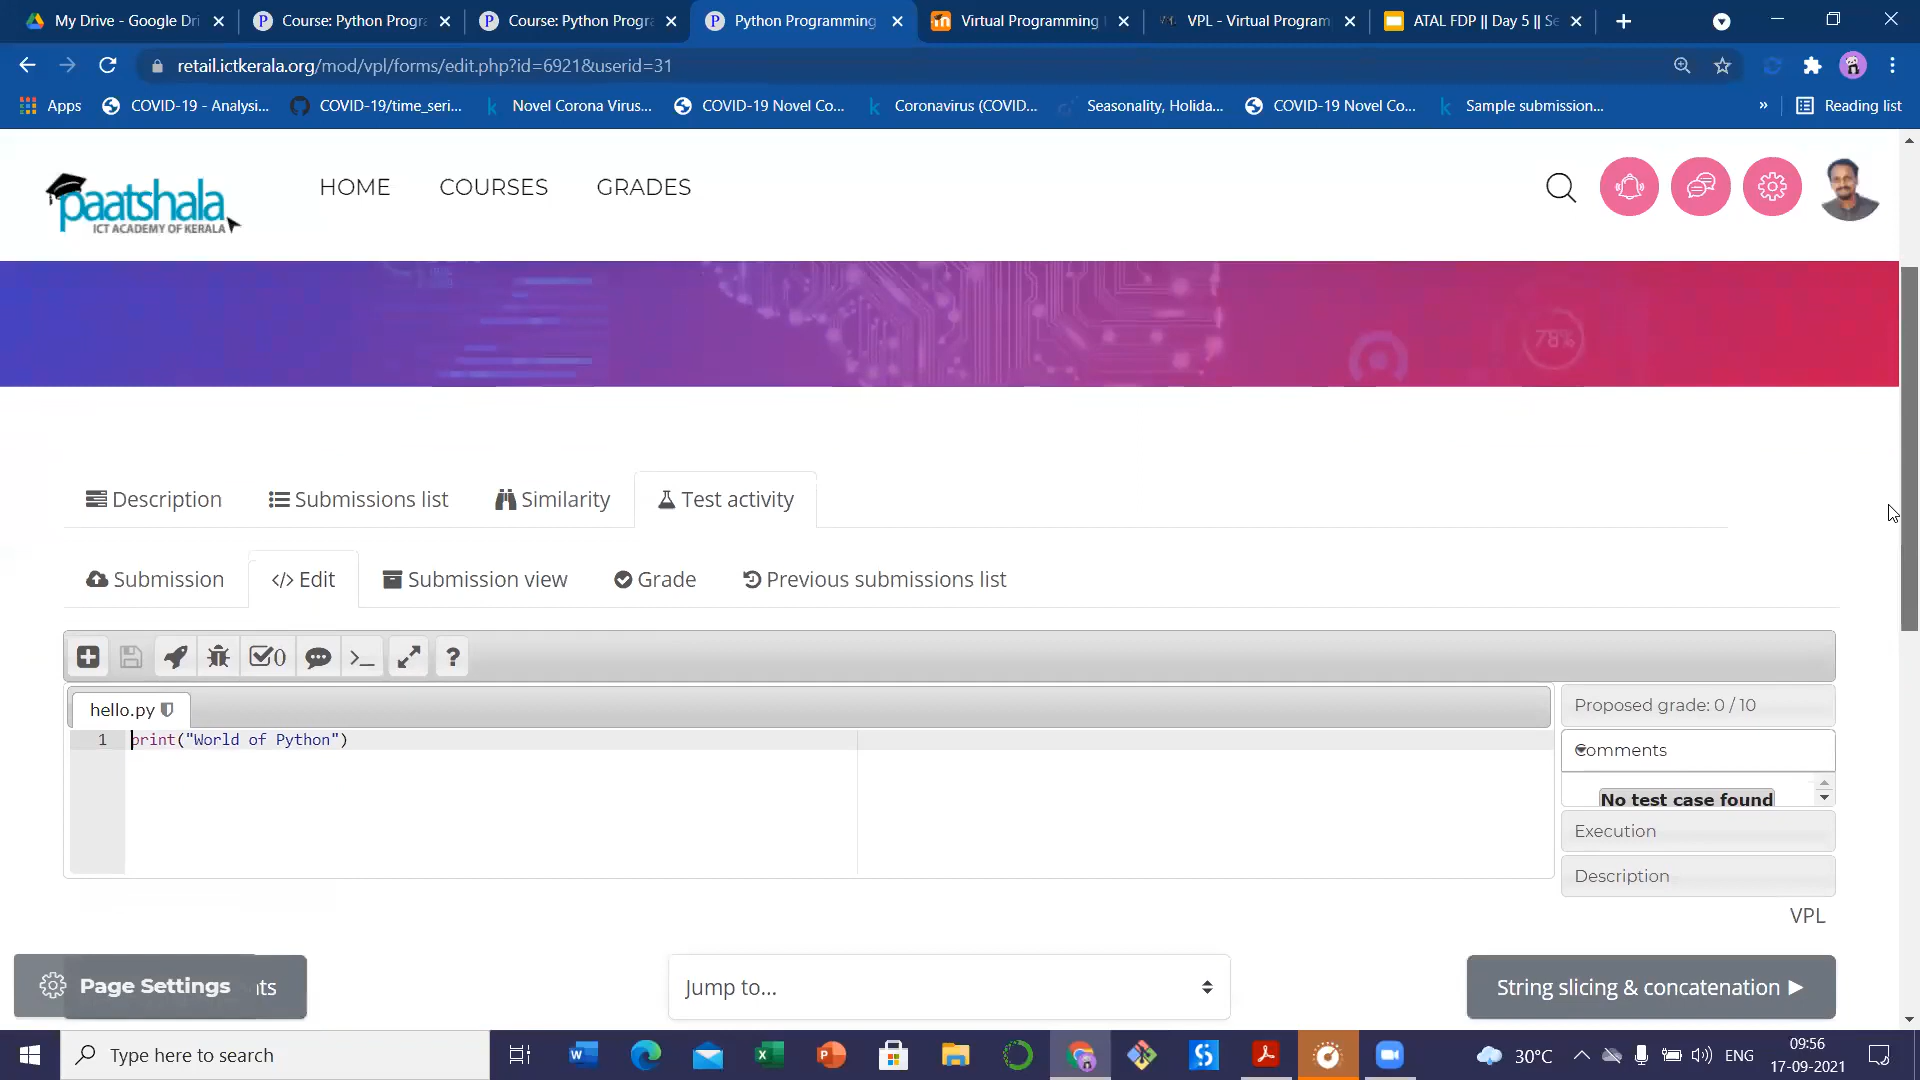 My Drive - Google Dri
Course: Python Progra
Course: Python Progra
Python Programming
Virtual Programming
VPL - Virtual Program
ATAL FDP || Day 5 || Se
retail.ictkerala.org/mod/vpl/forms/edit.php?id=6921&userid=31
Apps
COVID-19 - Analysi...
COVID-19/time_seri...
Novel Corona Virus...
COVID-19 Novel Co...
Coronavirus (COVID...
Seasonality, Holida...
COVID-19 Novel Co...
Sample submission...
»
Reading list
paatshala
ICT ACADEMY OF KERALA
HOME
COURSES
GRADES
78%
Description
Submissions list
Similarity
Test activity
Submission
</> Edit
Submission view
Grade
Previous submissions list
0
>_
?
hello.py
1
print("World of Python")
Proposed grade: 0 / 10
Comments
No test case found
Execution
Description
VPL
Page Settings
ts
Jump to...
String slicing & concatenation ►
Type here to search
30°C
ENG
09:56
17-09-2021